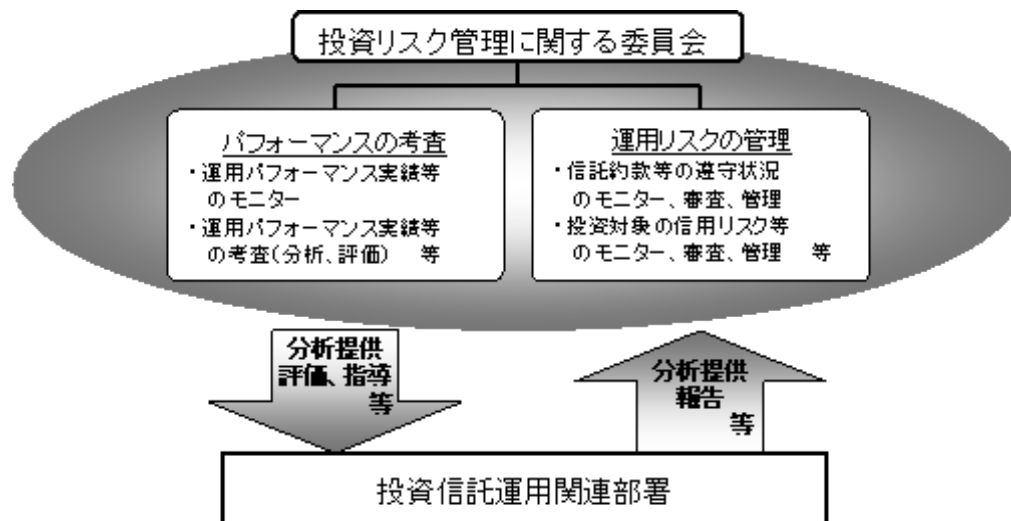 投資リスク管理に関する委員会
パフォーマンスの考査
・運用パフォーマンス実績等
のモニター
・運用パフォーマンス実績等
の考査(分析、評価) 等
運用リスクの管理
・信託約款等の遵守状況
のモニター、審査、管理
・投資対象の信用リスク等
のモニター、審査、管理 等
分析提供
評価、指導
等
分析提供
報告
等
投資信託運用関連部署